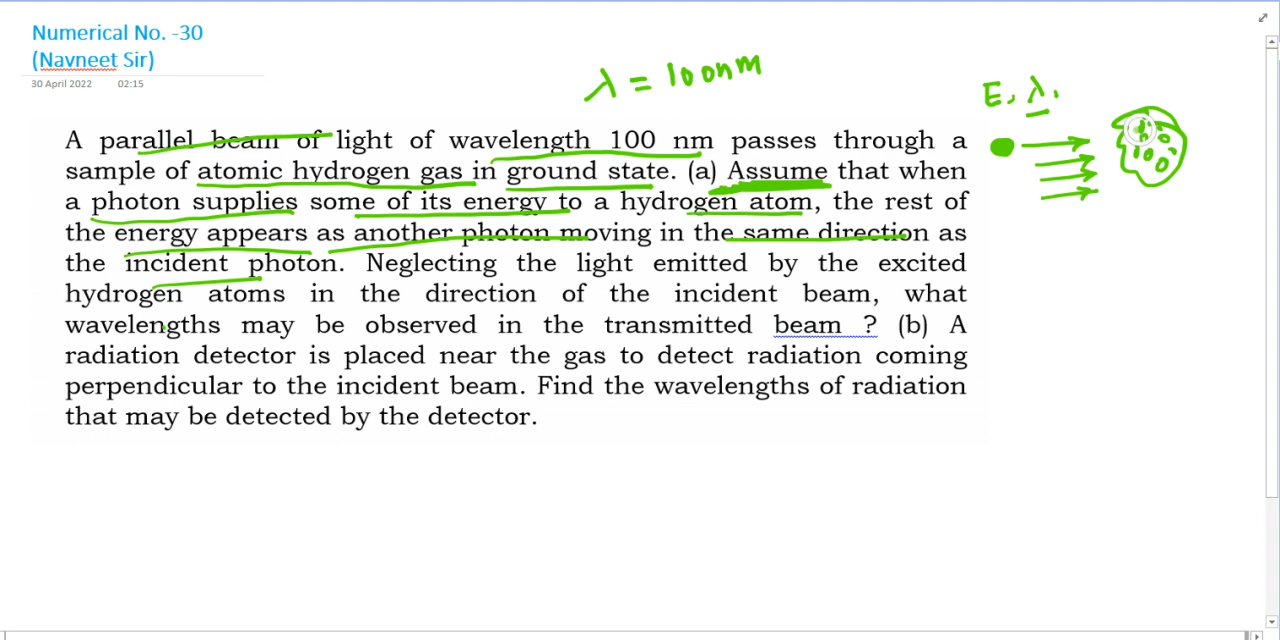 Numerical No. -30
(Navneet Sir)
30 April 2022 02:15
λ = 100nm
E, λ.
A parallel beam of light of wavelength 100 nm passes through a
sample of atomic hydrogen gas in ground state. (a) Assume that when
a photon supplies some of its energy to a hydrogen atom, the rest of
the energy appears as another photon moving in the same direction as
the incident photon. Neglecting the light emitted by the excited
hydrogen atoms in the direction of the incident beam, what
wavelengths may be observed in the transmitted beam ? (b) A
radiation detector is placed near the gas to detect radiation coming
perpendicular to the incident beam. Find the wavelengths of radiation
that may be detected by the detector.